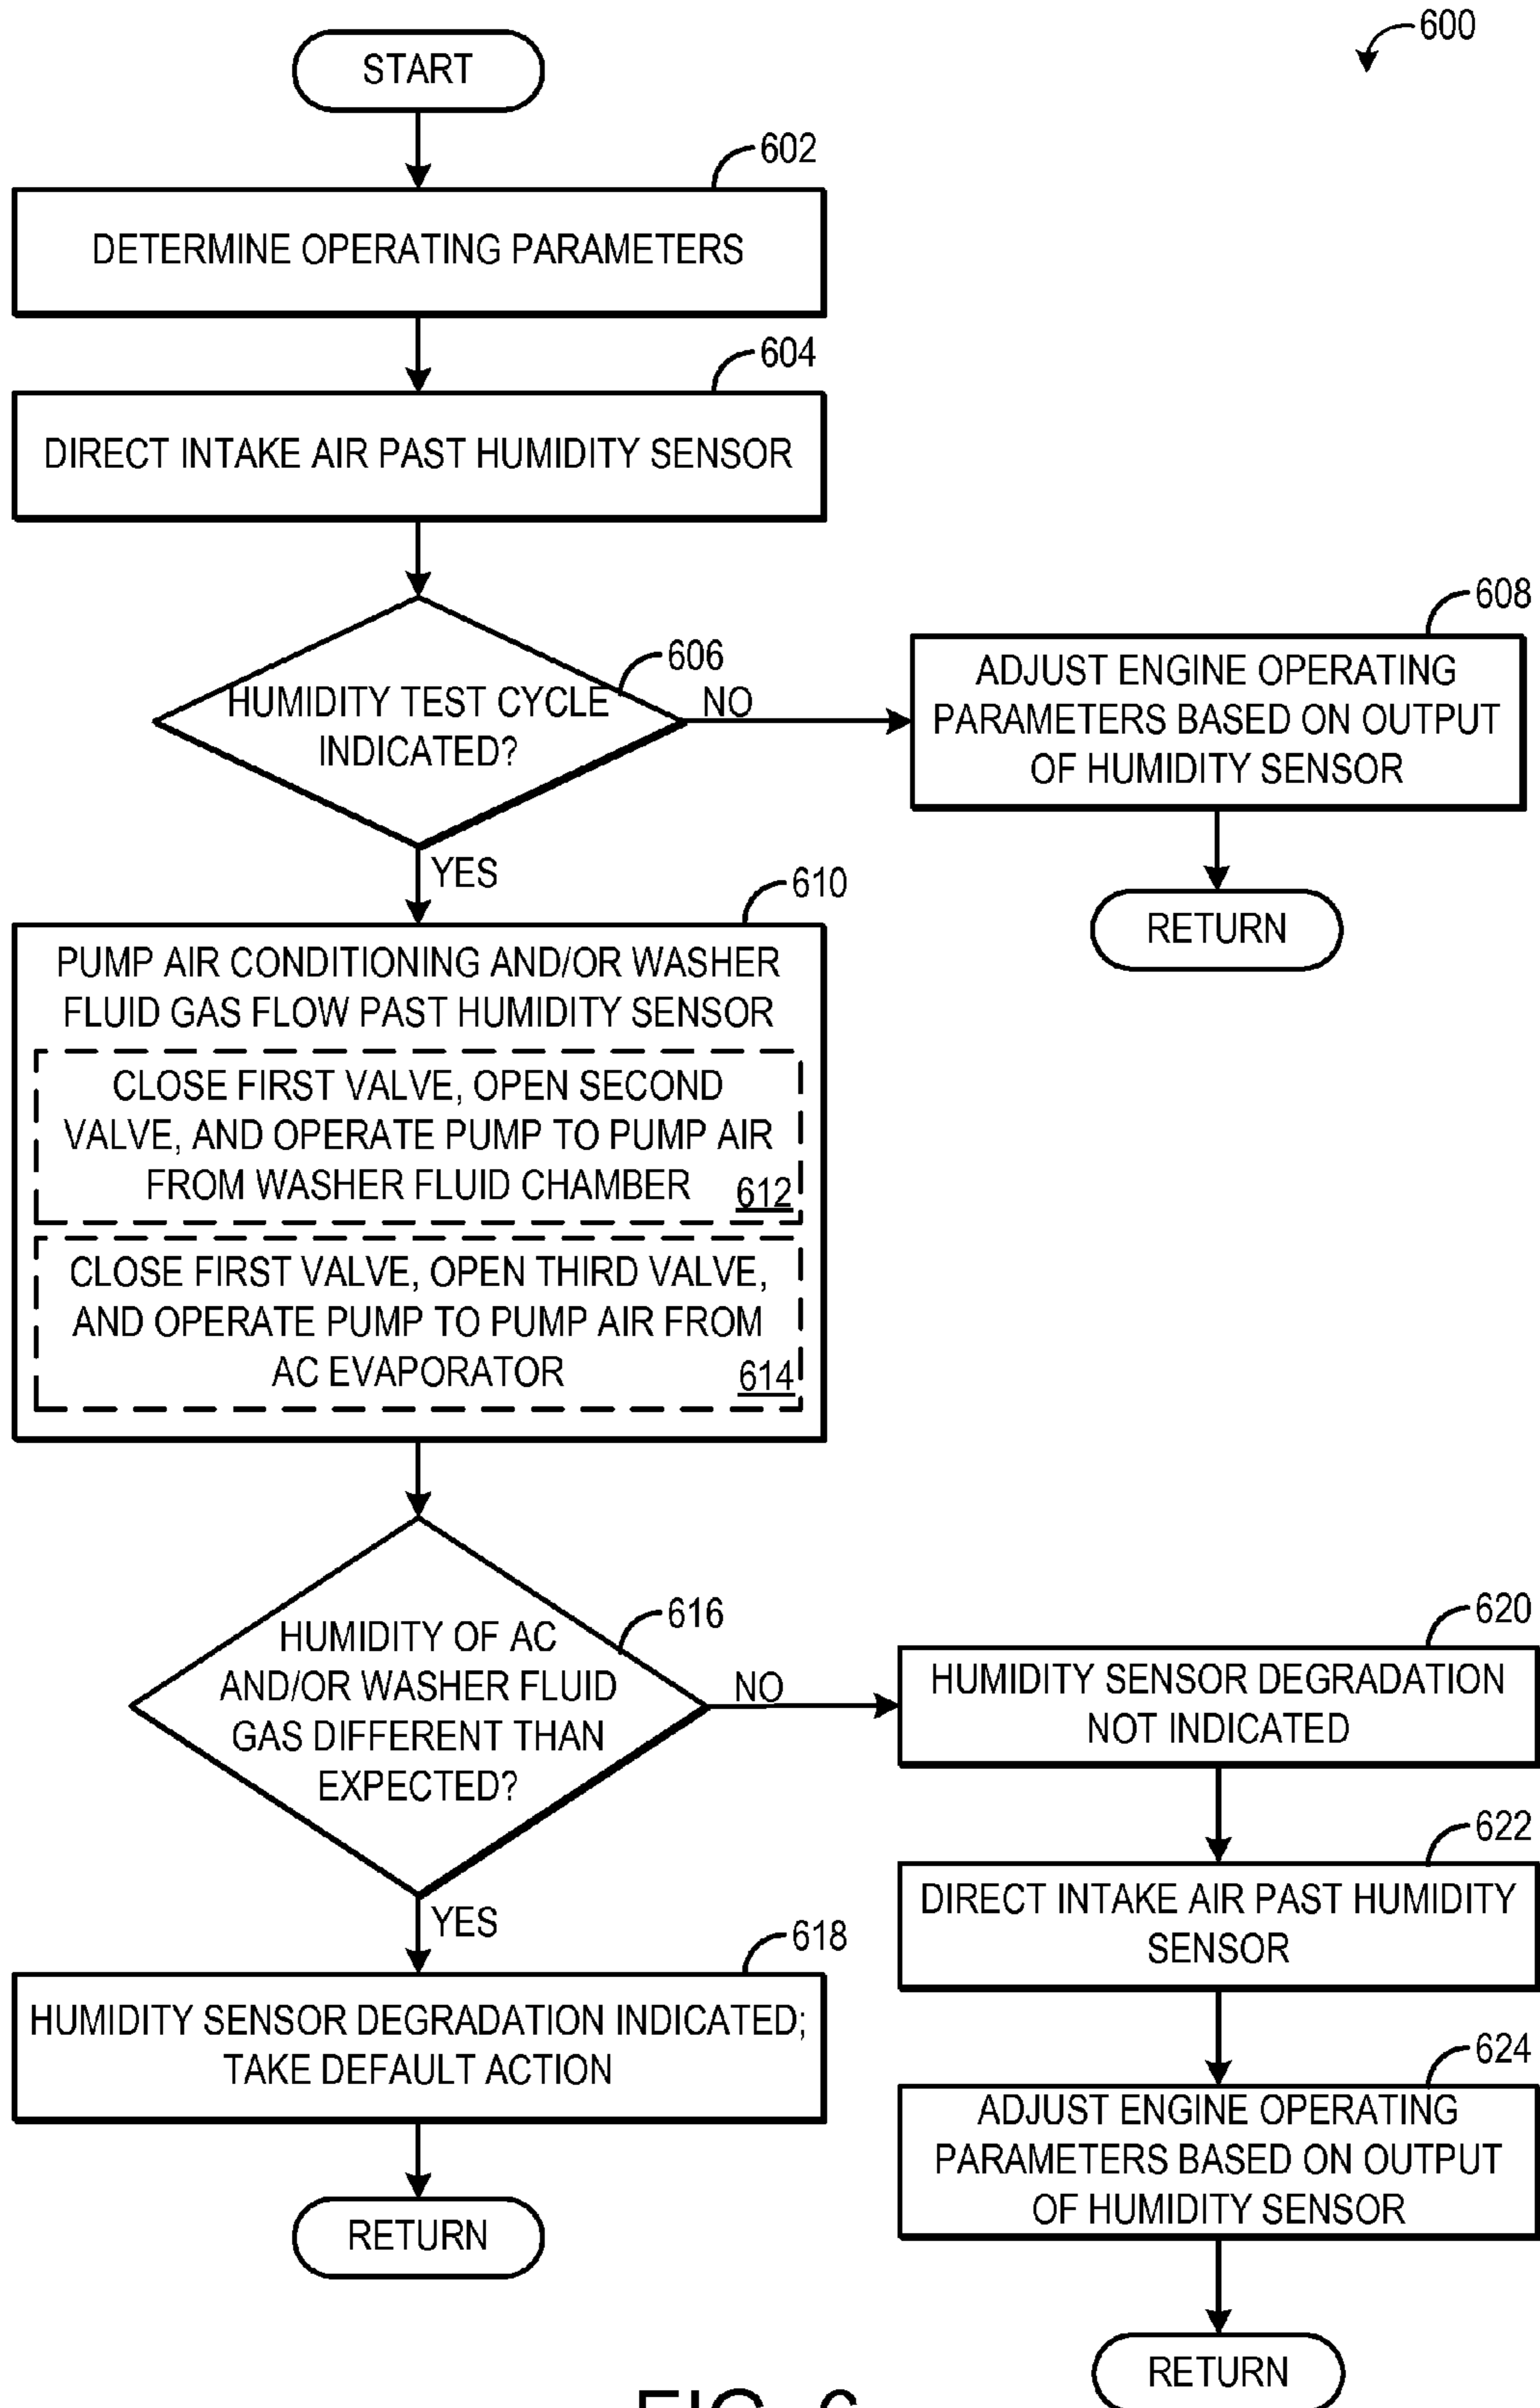 600
START
602
DETERMINE OPERATING PARAMETERS
604
DIRECT INTAKE AIR PAST HUMIDITY SENSOR
606
HUMIDITY TEST CYCLE
INDICATED?
NO
608
ADJUST ENGINE OPERATING
PARAMETERS BASED ON OUTPUT
OF HUMIDITY SENSOR
RETURN
YES
610
PUMP AIR CONDITIONING AND/OR WASHER
FLUID GAS FLOW PAST HUMIDITY SENSOR
CLOSE FIRST VALVE, OPEN SECOND
VALVE, AND OPERATE PUMP TO PUMP AIR
FROM WASHER FLUID CHAMBER 612
CLOSE FIRST VALVE, OPEN THIRD VALVE,
AND OPERATE PUMP TO PUMP AIR FROM
AC EVAPORATOR 614
616
HUMIDITY OF AC
AND/OR WASHER FLUID
GAS DIFFERENT THAN
EXPECTED?
NO
620
HUMIDITY SENSOR DEGRADATION
NOT INDICATED
622
DIRECT INTAKE AIR PAST HUMIDITY
SENSOR
624
ADJUST ENGINE OPERATING
PARAMETERS BASED ON OUTPUT
OF HUMIDITY SENSOR
RETURN
YES
618
HUMIDITY SENSOR DEGRADATION INDICATED;
TAKE DEFAULT ACTION
RETURN
FIG. 6